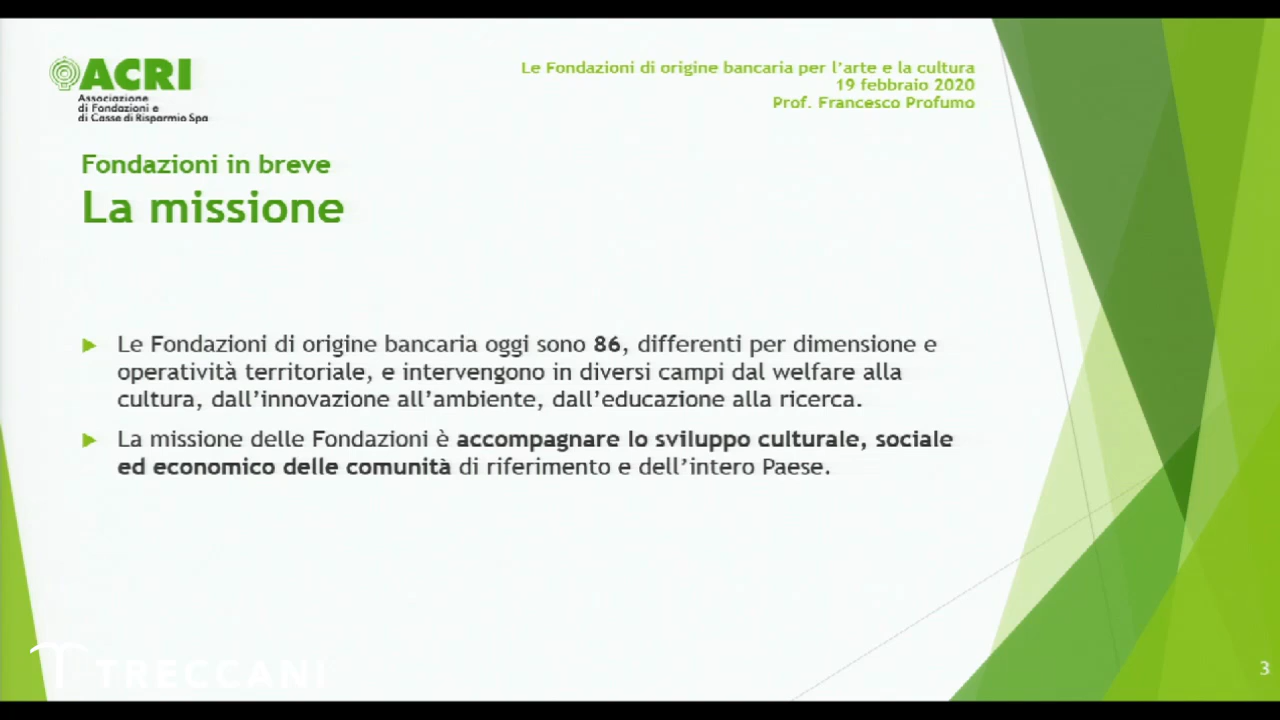 ACRI
Associazione
di Fondazioni e
di Casse di Risparmio Spa
Le Fondazioni di origine bancaria per l'arte e la cultura
19 febbraio 2020
Prof. Francesco Profumo
Fondazioni in breve
La missione
Le Fondazioni di origine bancaria oggi sono 86, differenti per dimensione e
operatività territoriale, e intervengono in diversi campi dal welfare alla
cultura, dall'innovazione all'ambiente, dall'educazione alla ricerca.
La missione delle Fondazioni è accompagnare lo sviluppo culturale, sociale
ed economico delle comunità di riferimento e dell'intero Paese.
TRECCANI
3